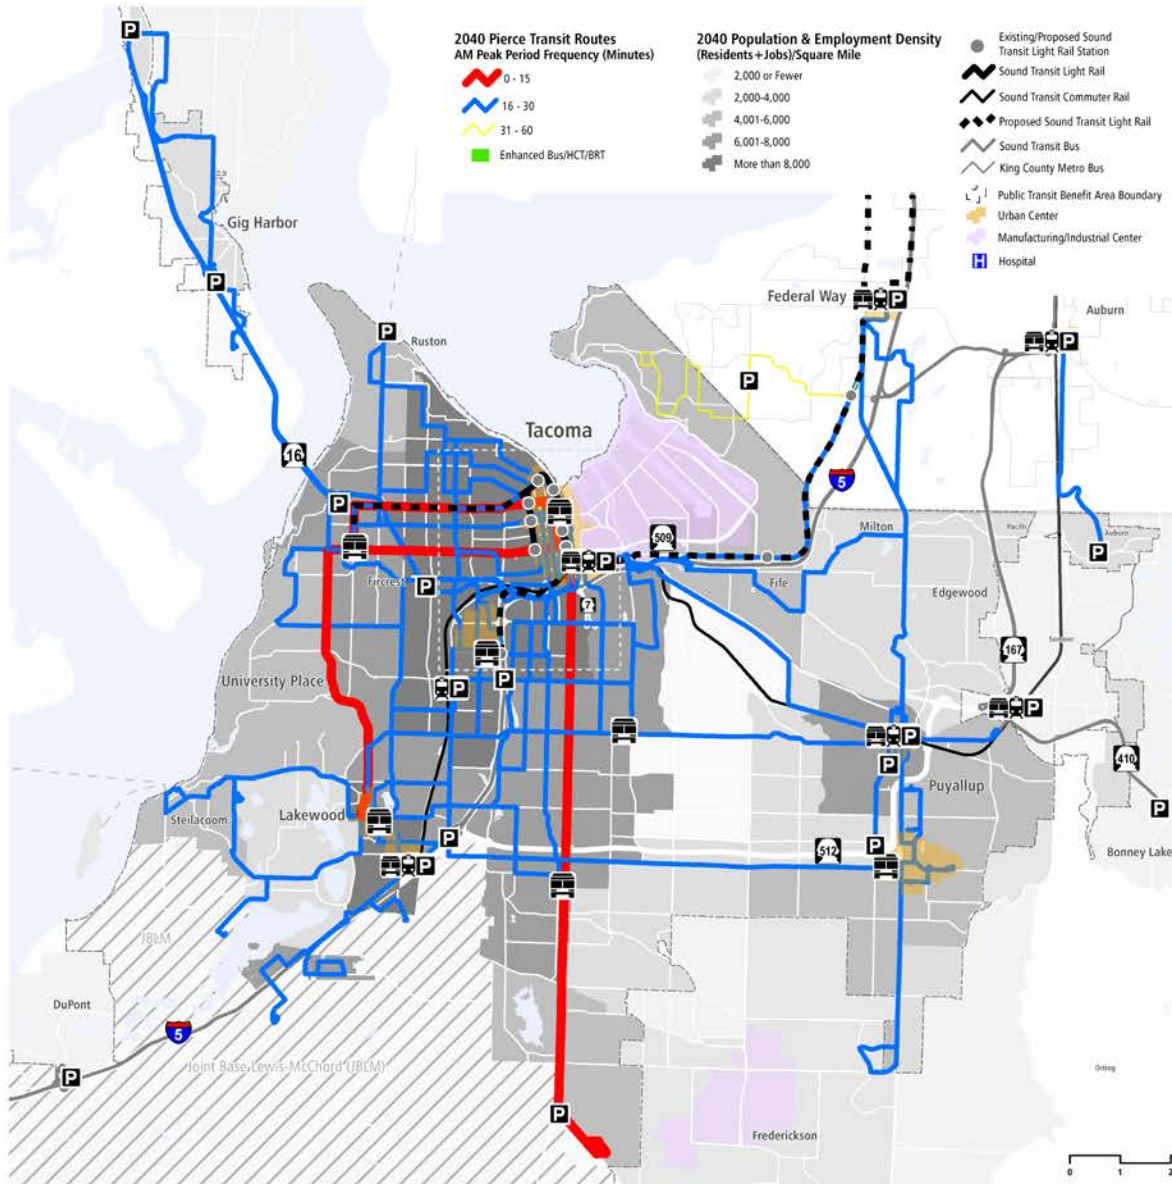 2040 Pierce Transit Routes
AM Peak Period Frequency (Minutes)
0 - 15
16 - 30
31 - 60
Enhanced Bus/HCT/BRT
2040 Population & Employment Density
(Residents+Jobs)/Square Mile
2,000 or Fewer
2,000-4,000
4,001-6,000
6,001-8,000
More than 8,000
Existing/Proposed Sound
Transit Light Rail Station
Sound Transit Light Rail
Sound Transit Commuter Rail
Proposed Sound Transit Light Rail
Sound Transit Bus
King County Metro Bus
Public Transit Benefit Area Boundary
Urban Center
Manufacturing/Industrial Center
H
Hospital
P
Gig Harbor
P
Federal Way
P
Auburn
P
P
Ruston
P
Tacoma
16
5
P
Milton
Pacific
Auburn
509
P
P
Fircrest
P
Fife
Edgewood
7
Sumner
167
University Place
P
P
P
P
P
410
Puyallup
Steilacoom
Lakewood
P
P
512
P
P
Bonney Lake
P
JBLM
DuPont
5
Joint Base Lewis-McChord (JBLM)
P
Orting
P
Frederickson
0 1 2